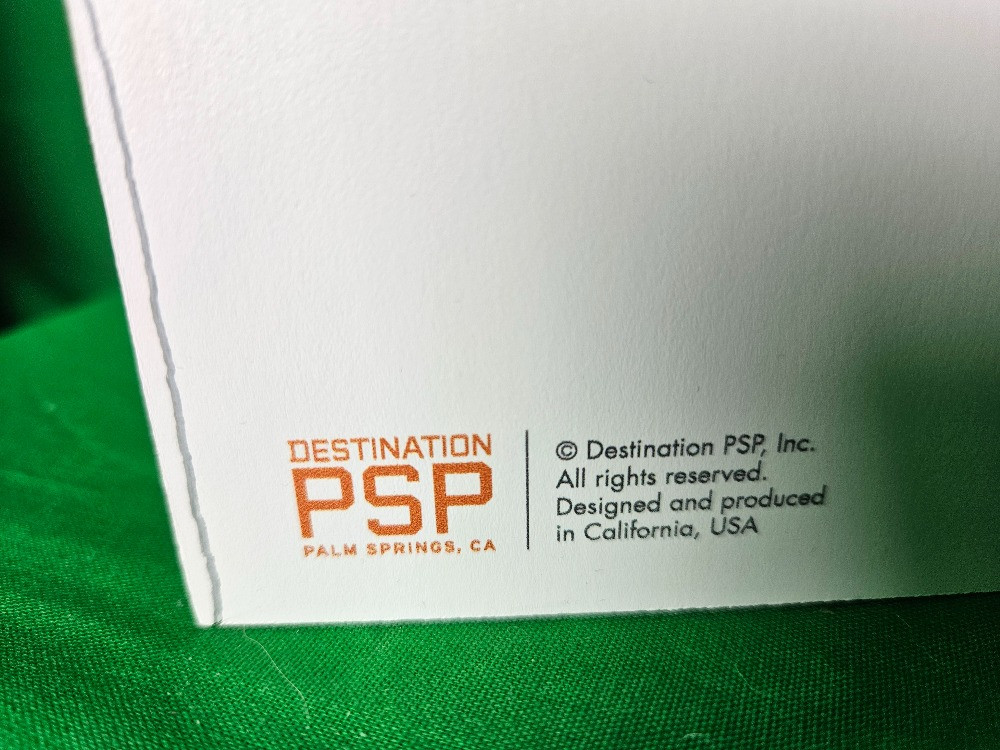 DESTINATION
PSP
PALM SPRINGS, CA
© Destination PSP, Inc.
All rights reserved.
Designed and produced
in California, USA